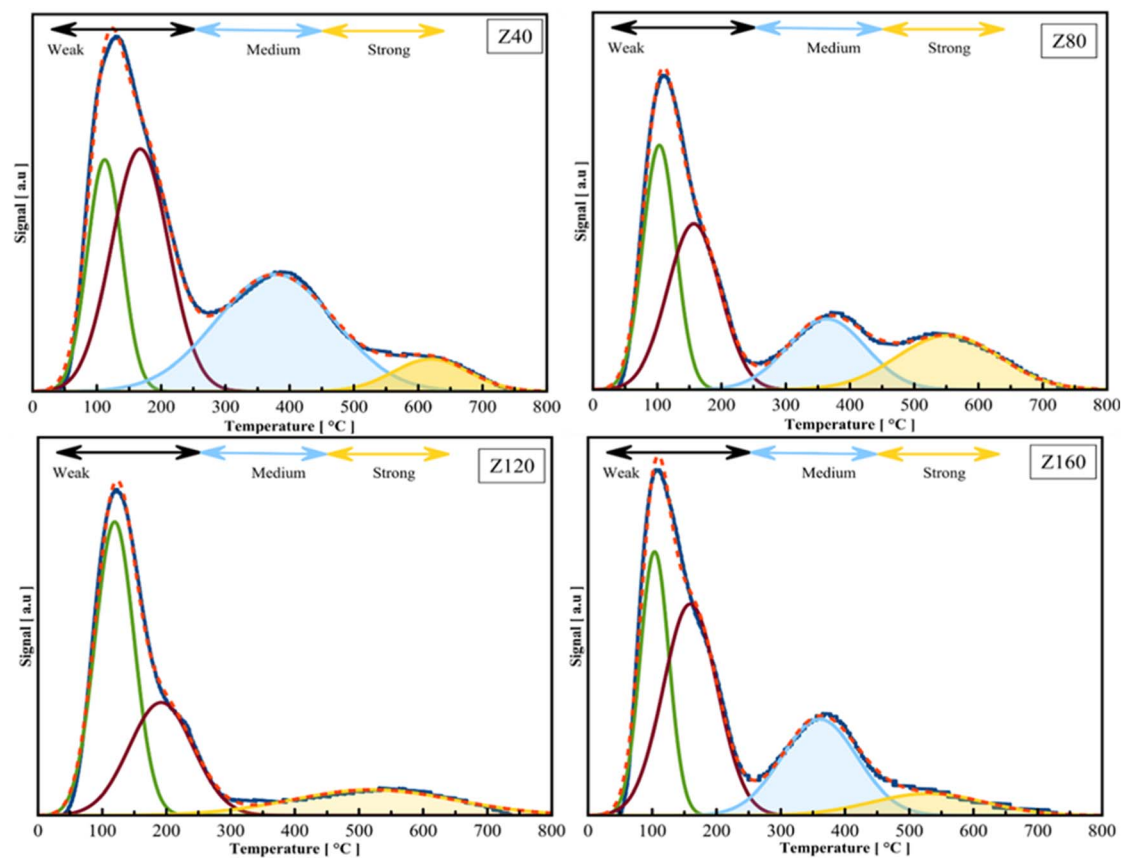 Weak Medium Strong Z40
Signal [ a.u ]
0 100 200 300 400 500 600 700 800
Temperature [ °C ]
Weak Medium Strong Z80
Signal [ a.u ]
0 100 200 300 400 500 600 700 800
Temperature [ °C ]
Weak Medium Strong Z120
Signal [ a.u ]
0 100 200 300 400 500 600 700 800
Temperature [ °C ]
Weak Medium Strong Z160
Signal [ a.u ]
0 100 200 300 400 500 600 700 800
Temperature [ °C ]